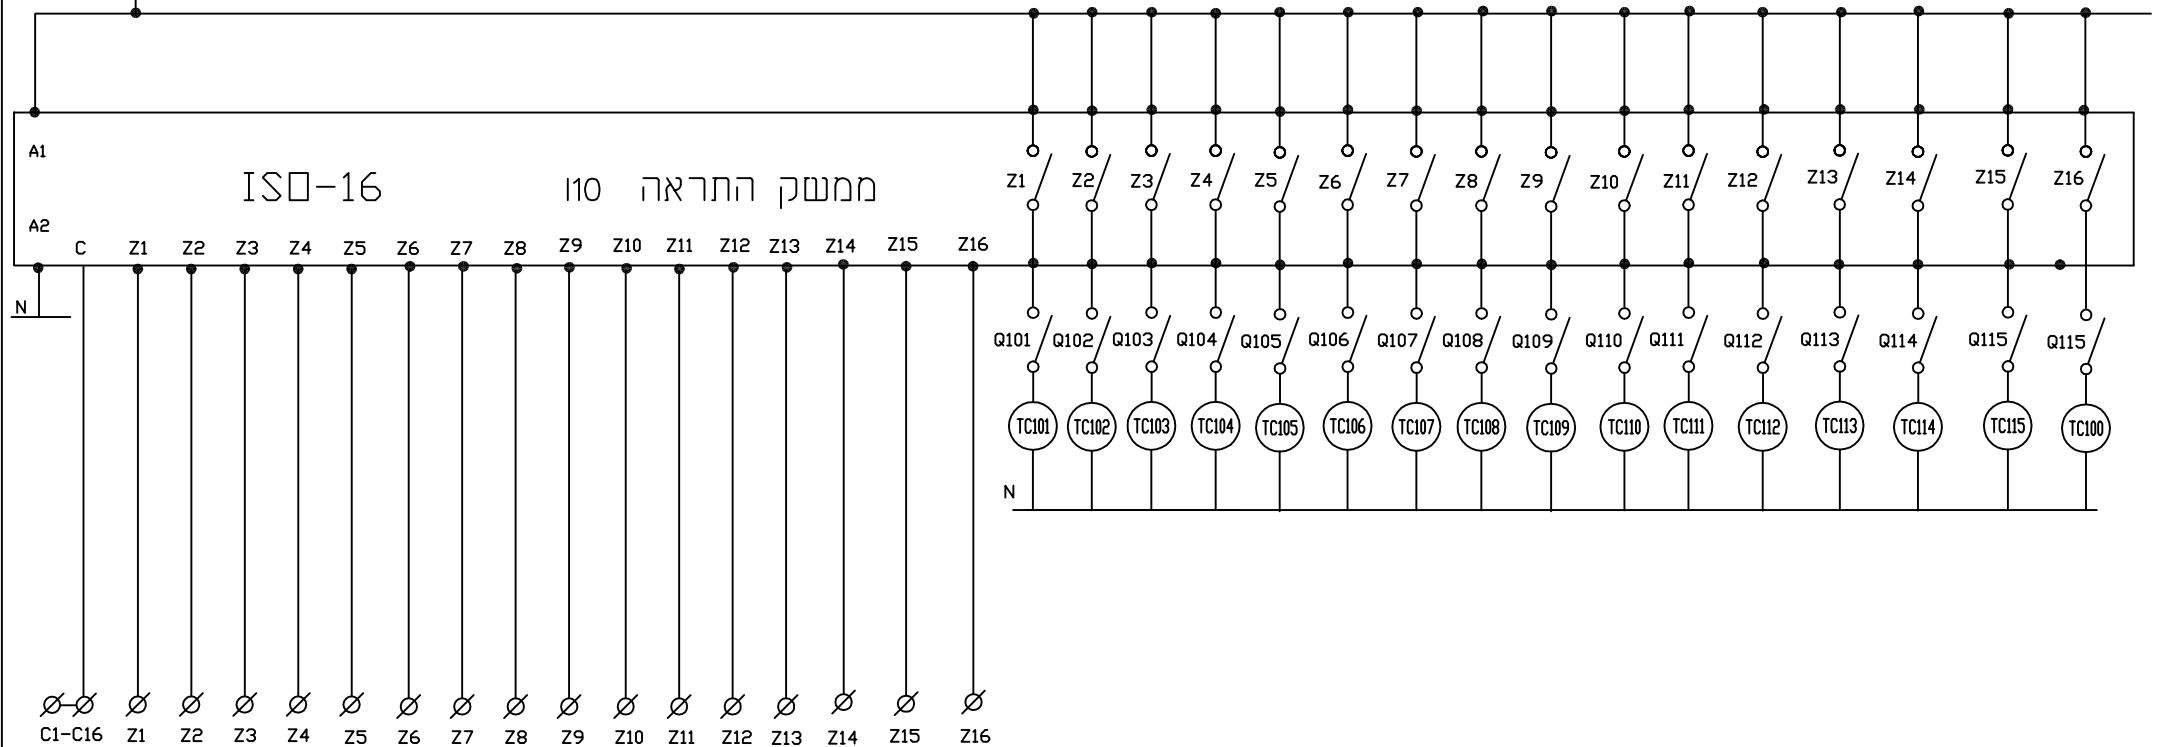 A1
ISO-16 ממשק התראה I10
Z1 Z2 Z3 Z4 Z5 Z6 Z7 Z8 Z9 Z10 Z11 Z12 Z13 Z14 Z15 Z16
A2
C Z1 Z2 Z3 Z4 Z5 Z6 Z7 Z8 Z9 Z10 Z11 Z12 Z13 Z14 Z15 Z16
N
Q101 Q102 Q103 Q104 Q105 Q106 Q107 Q108 Q109 Q110 Q111 Q112 Q113 Q114 Q115 Q115
TC101 TC102 TC103 TC104 TC105 TC106 TC107 TC108 TC109 TC110 TC111 TC112 TC113 TC114 TC115 TC100
N
C1-C16 Z1 Z2 Z3 Z4 Z5 Z6 Z7 Z8 Z9 Z10 Z11 Z12 Z13 Z14 Z15 Z16